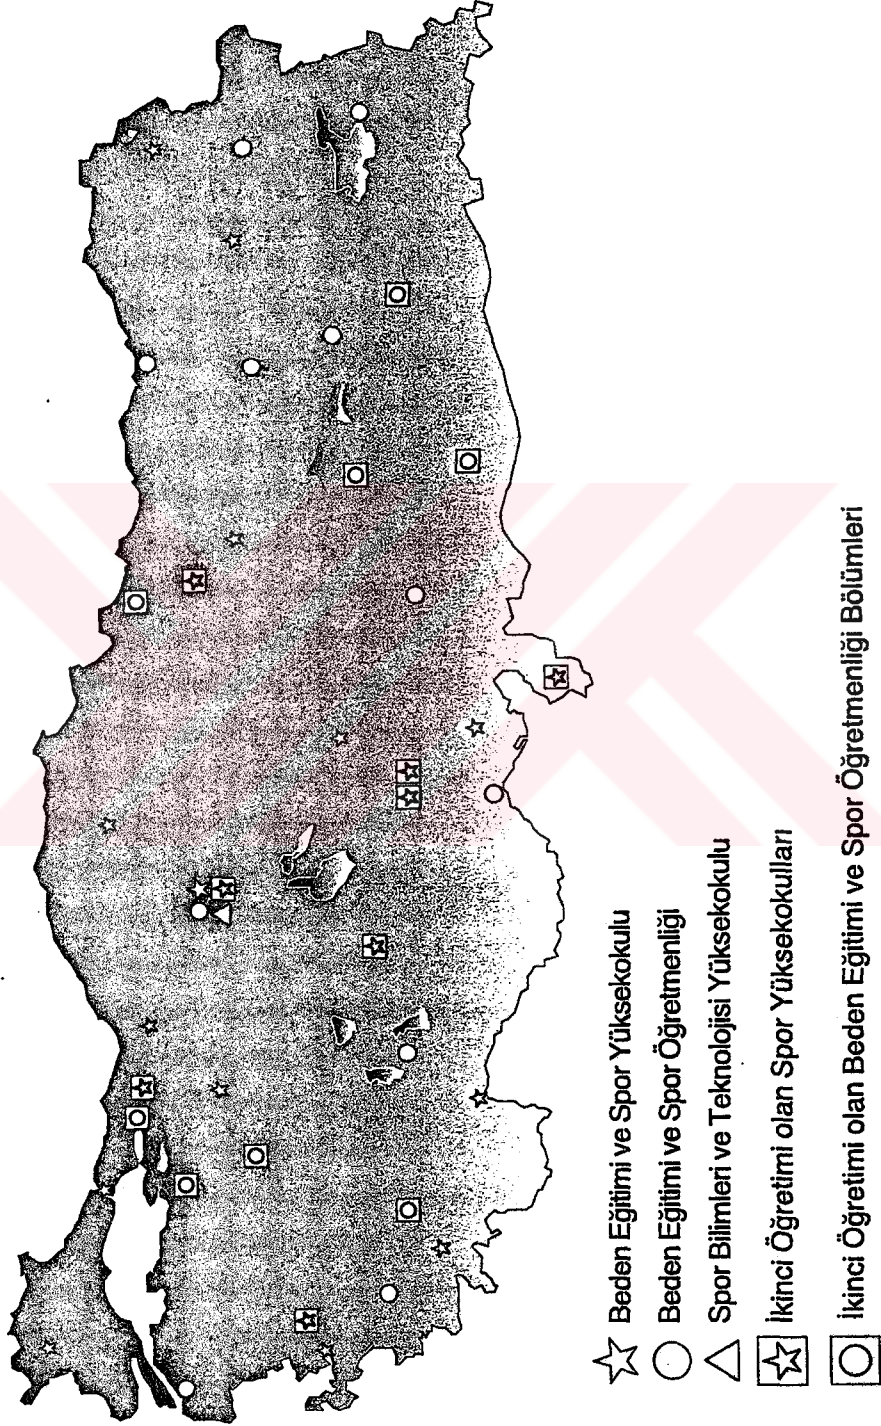 Beden Eğitimi ve Spor Yüksekokulu
Beden Eğitimi ve Spor Öğretmenliği
Spor Bilimleri ve Teknolojisi Yüksekokulu
İkinci Öğretimi olan Spor Yüksekokulları
İkinci Öğretimi olan Beden Eğitimi ve Spor Öğretmenliği Bölümleri